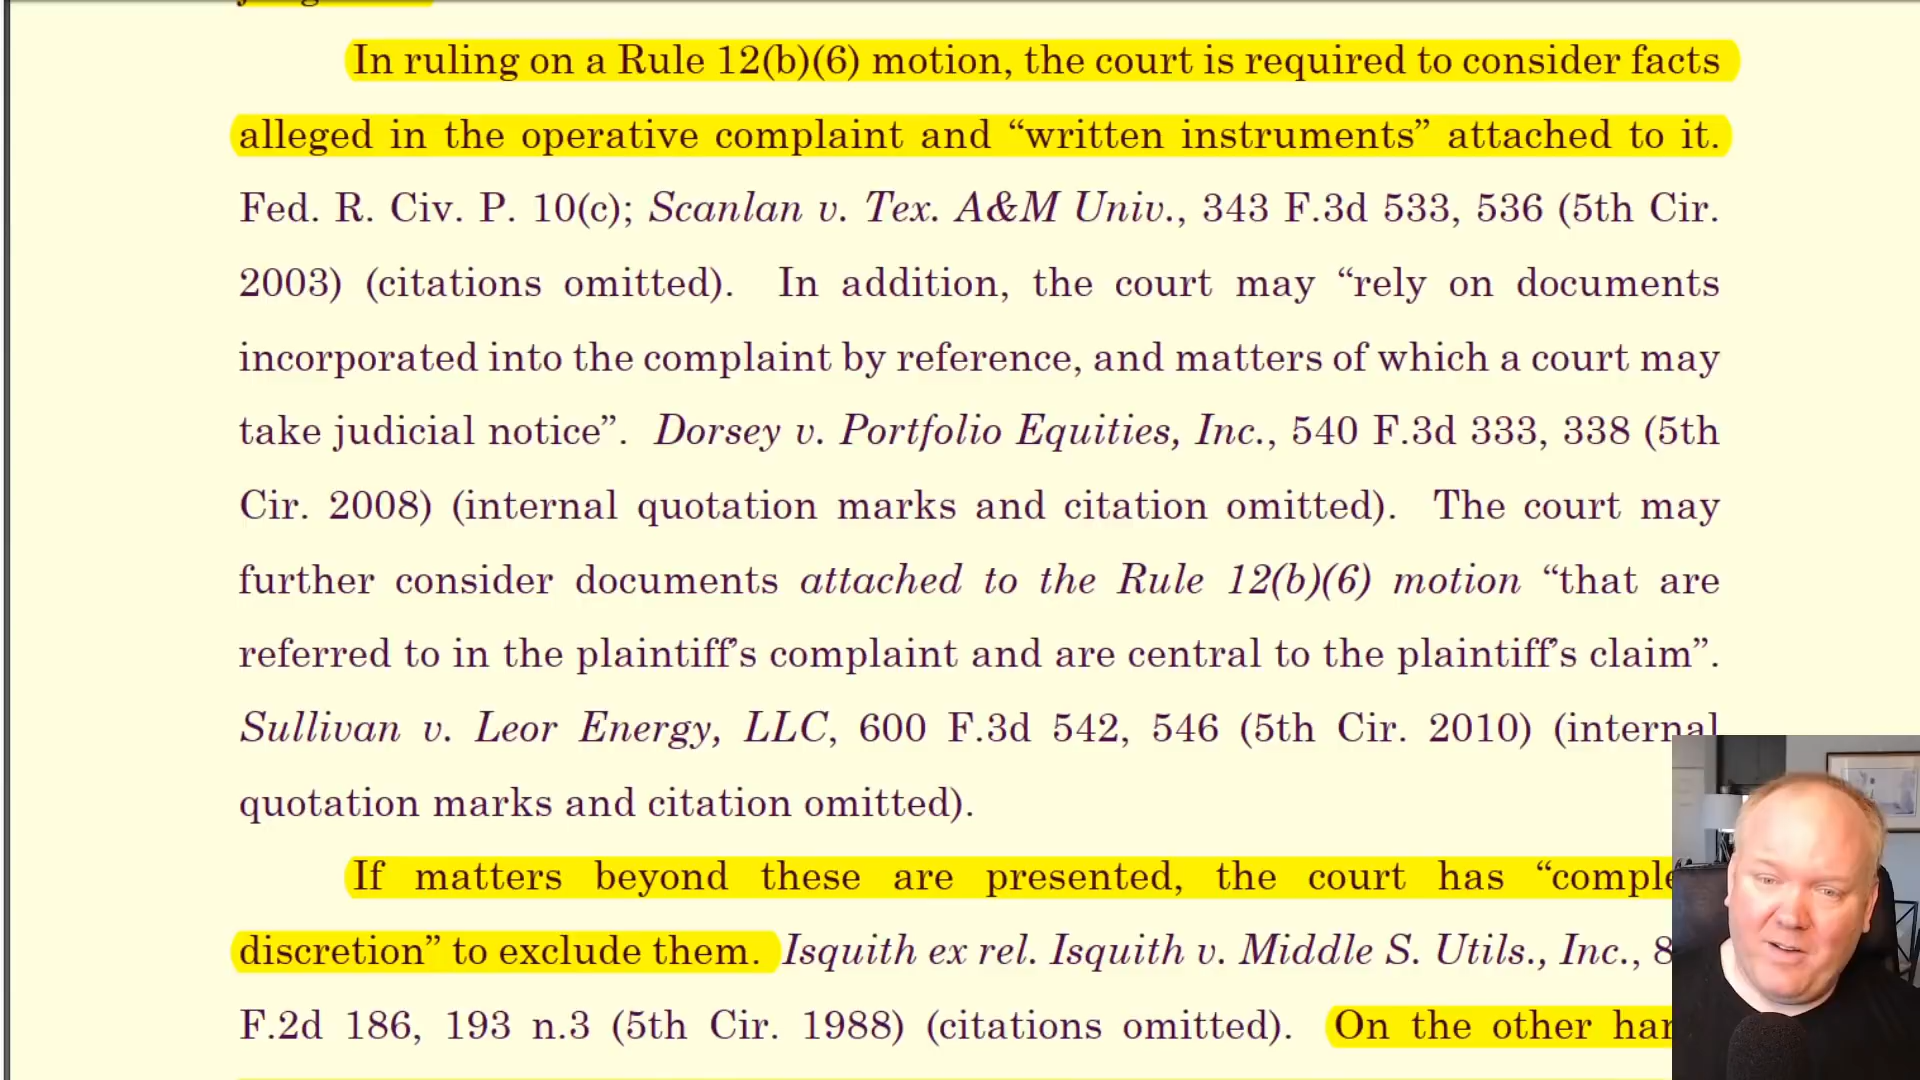 In ruling on a Rule 12(b)(6) motion, the court is required to consider facts
alleged in the operative complaint and “written instruments” attached to it.
Fed. R. Civ. P. 10(c); Scanlan v. Tex. A&M Univ., 343 F.3d 533, 536 (5th Cir.
2003) (citations omitted). In addition, the court may “rely on documents
incorporated into the complaint by reference, and matters of which a court may
take judicial notice”. Dorsey v. Portfolio Equities, Inc., 540 F.3d 333, 338 (5th
Cir. 2008) (internal quotation marks and citation omitted). The court may
further consider documents attached to the Rule 12(b)(6) motion “that are
referred to in the plaintiff’s complaint and are central to the plaintiff’s claim”.
Sullivan v. Leor Energy, LLC, 600 F.3d 542, 546 (5th Cir. 2010) (internal
quotation marks and citation omitted).
If matters beyond these are presented, the court has
discretion” to exclude them. Isquith ex rel. Isquith v. Middle S. Utils., Inc.,
F.2d 186, 193 n.3 (5th Cir. 1988) (citations omitted). On the other